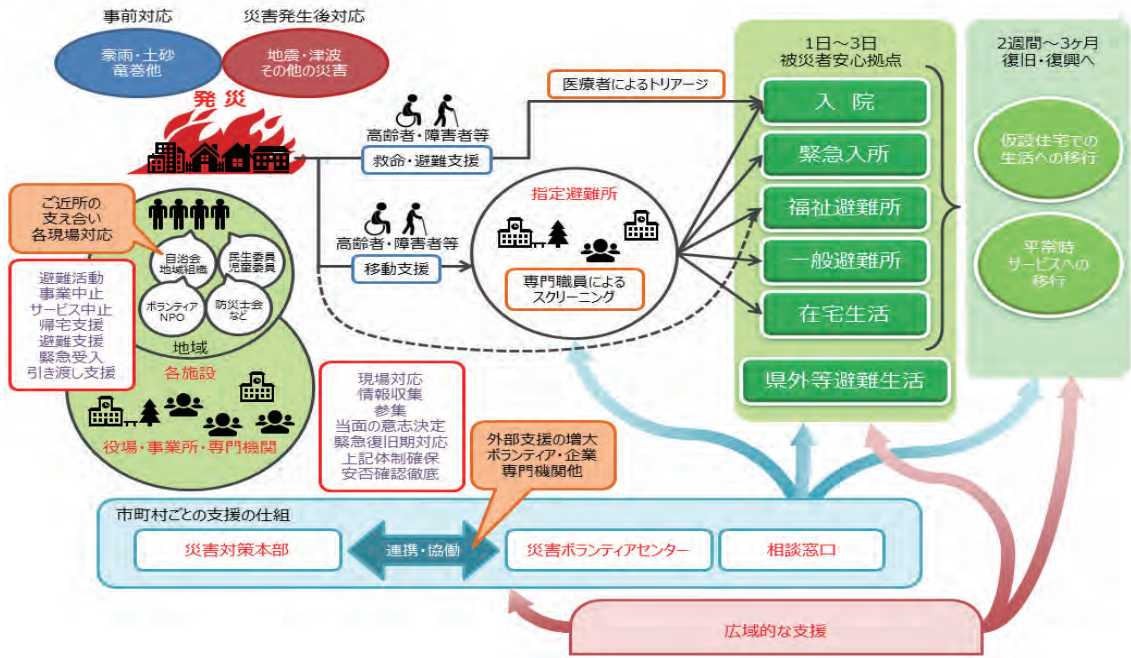 事前対応
災害発生後対応
豪雨・土砂
竜巻他
地震・津波
その他の災害
発災
高齢者・障害者等
救命・避難支援
医療者によるトリアージ
高齢者・障害者等
移動支援
指定避難所
専門職員による
スクリーニング
1日～3日
被災者安心拠点
入 院
緊急入所
福祉避難所
一般避難所
在宅生活
県外等避難生活
2週間～3ヶ月
復旧・復興へ
仮設住宅での
生活への移行
平常時
サービスへの
移行
ご近所の
支え合い
各現場対応
自治会
地域組織
民生委員
児童委員
ボランティア
NPO
防災士会
など
地域
避難活動
事業中止
サービス中止
帰宅支援
避難支援
緊急受入
引き渡し支援
各施設
役場・事業所・専門機関
現場対応
情報収集
参集
当面の意志決定
緊急復旧期対応
上記体制確保
安否確認徹底
外部支援の増大
ボランティア・企業
専門機関他
市町村ごとの支援の仕組
災害対策本部
連携・協働
災害ボランティアセンター
相談窓口
広域的な支援